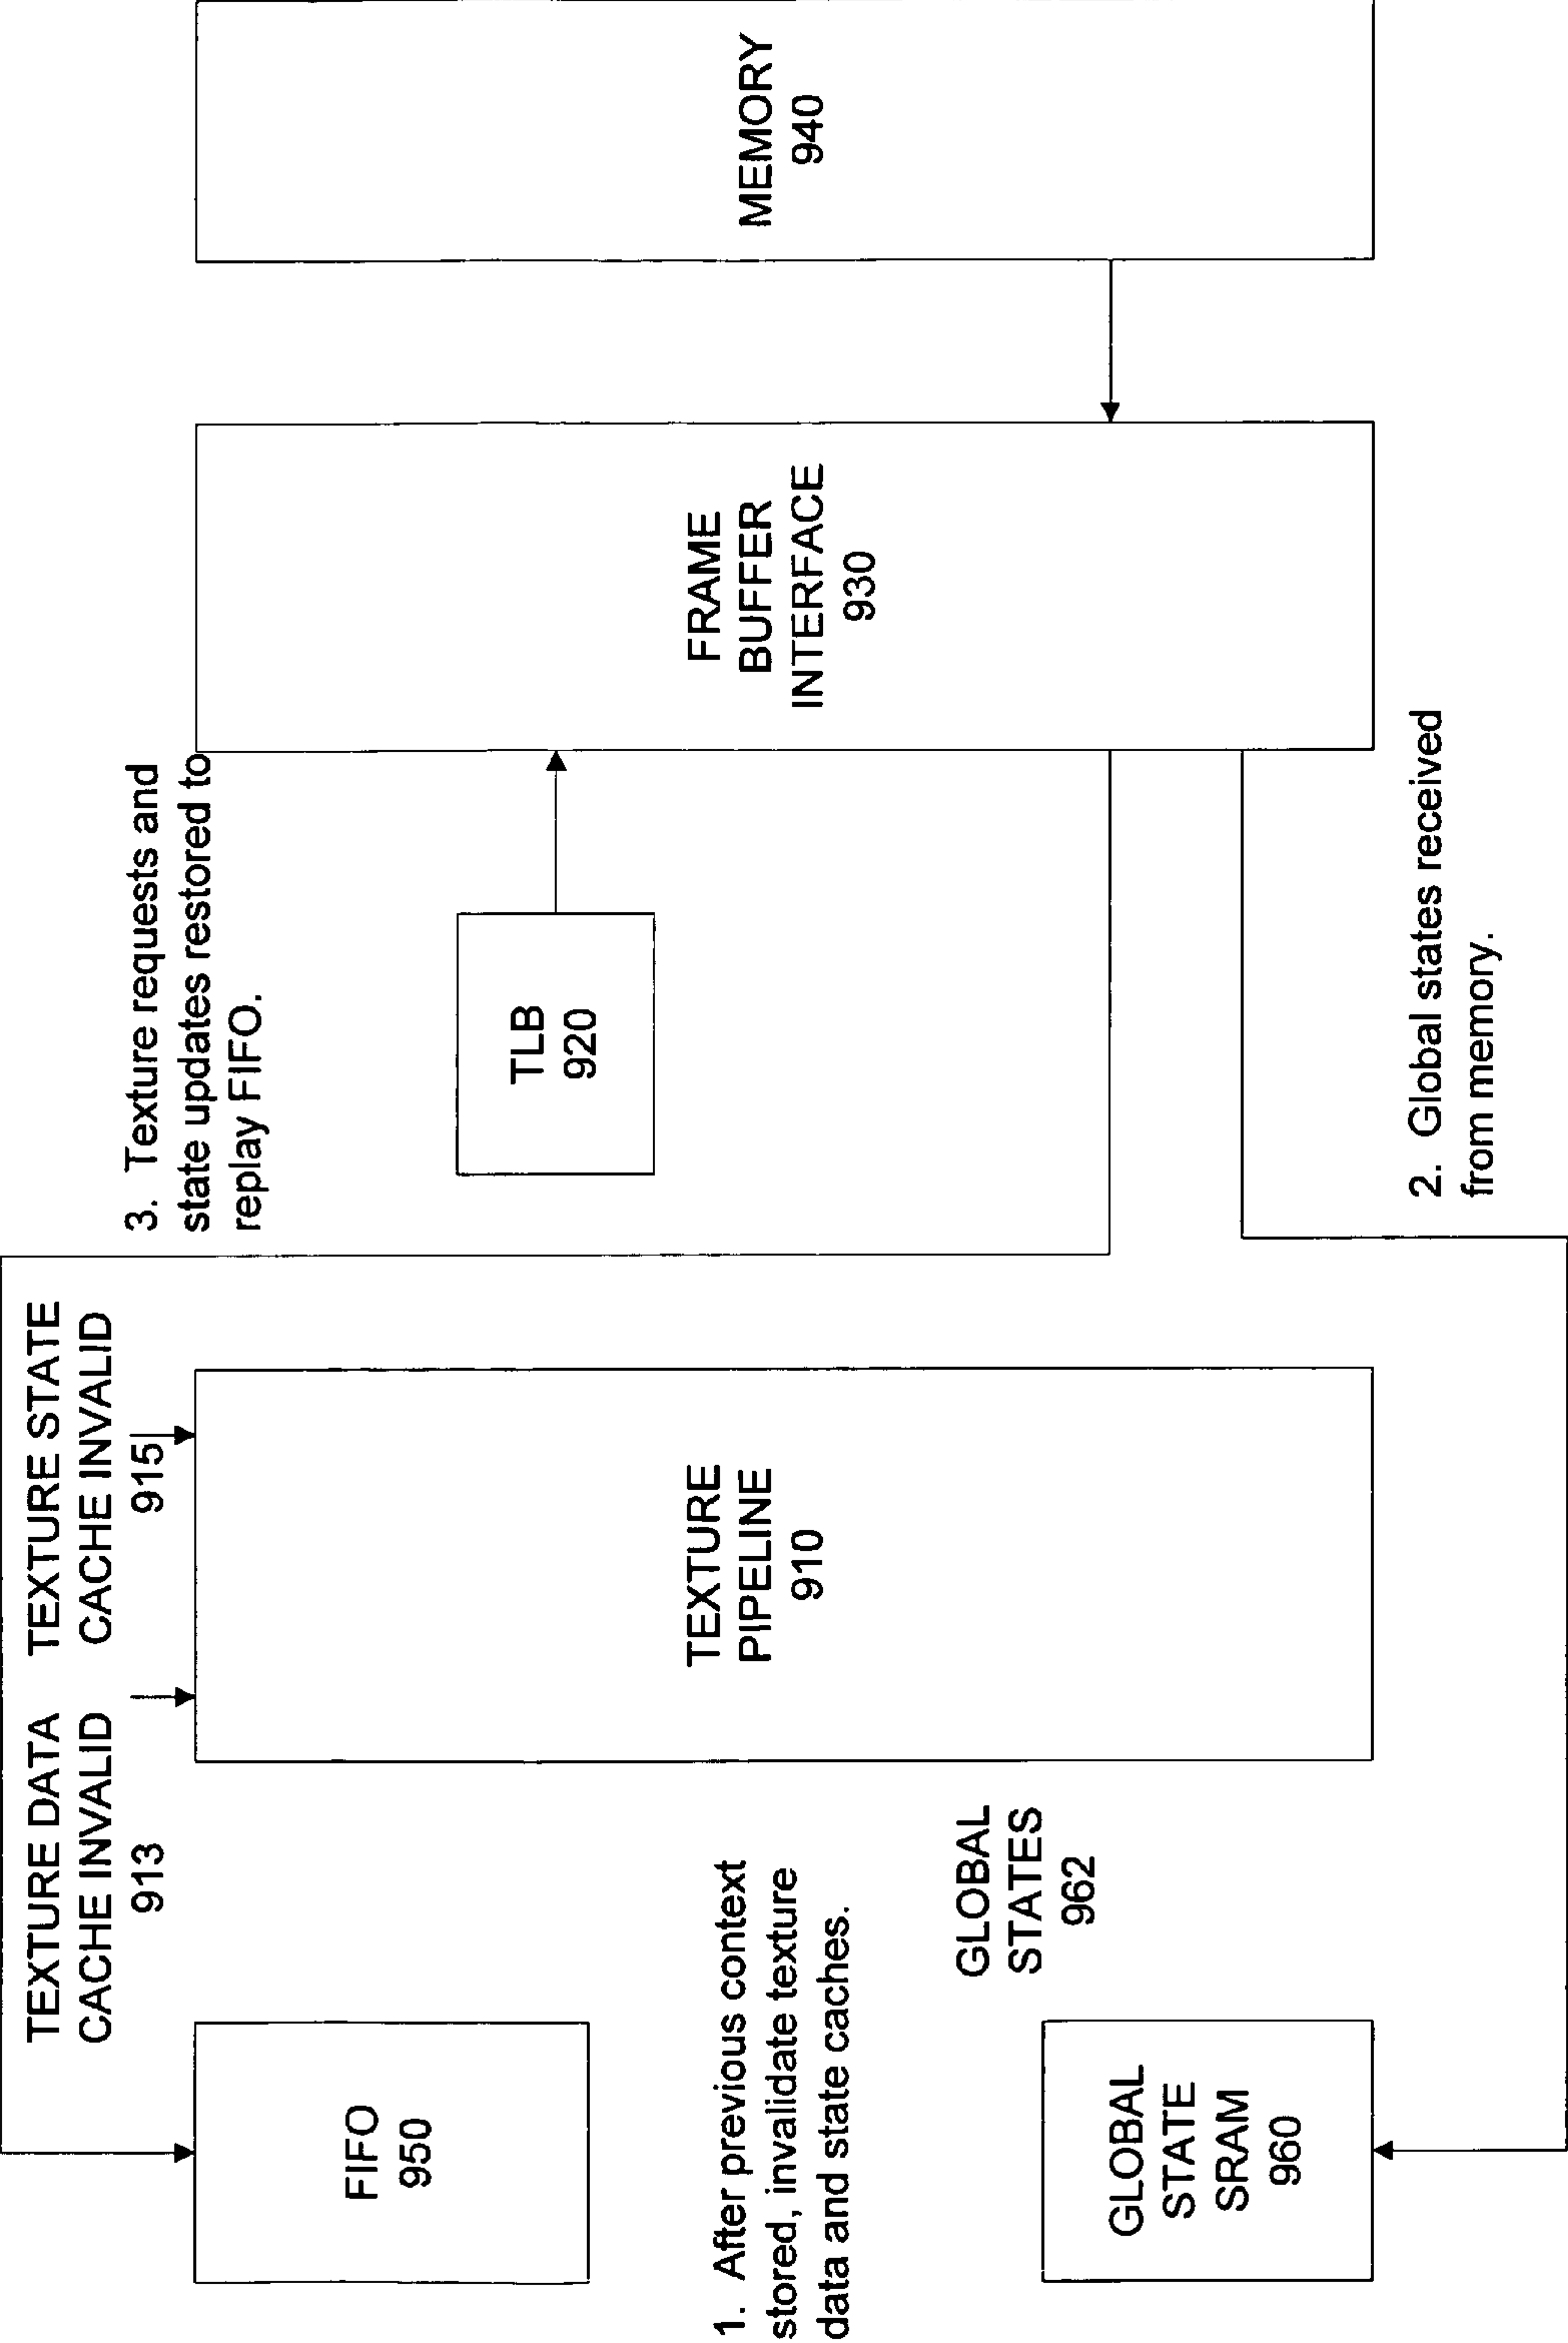 TEXTURE DATA
CACHE INVALID
913
TEXTURE STATE
CACHE INVALID
915
3. Texture requests and
state updates restored to
replay FIFO.
FIFO
950
TEXTURE
PIPELINE
910
TLB
920
FRAME
BUFFER
INTERFACE
930
MEMORY
940
1. After previous context
stored, invalidate texture
data and state caches.
GLOBAL
STATES
962
GLOBAL
STATE
SRAM
960
2. Global states received
from memory.